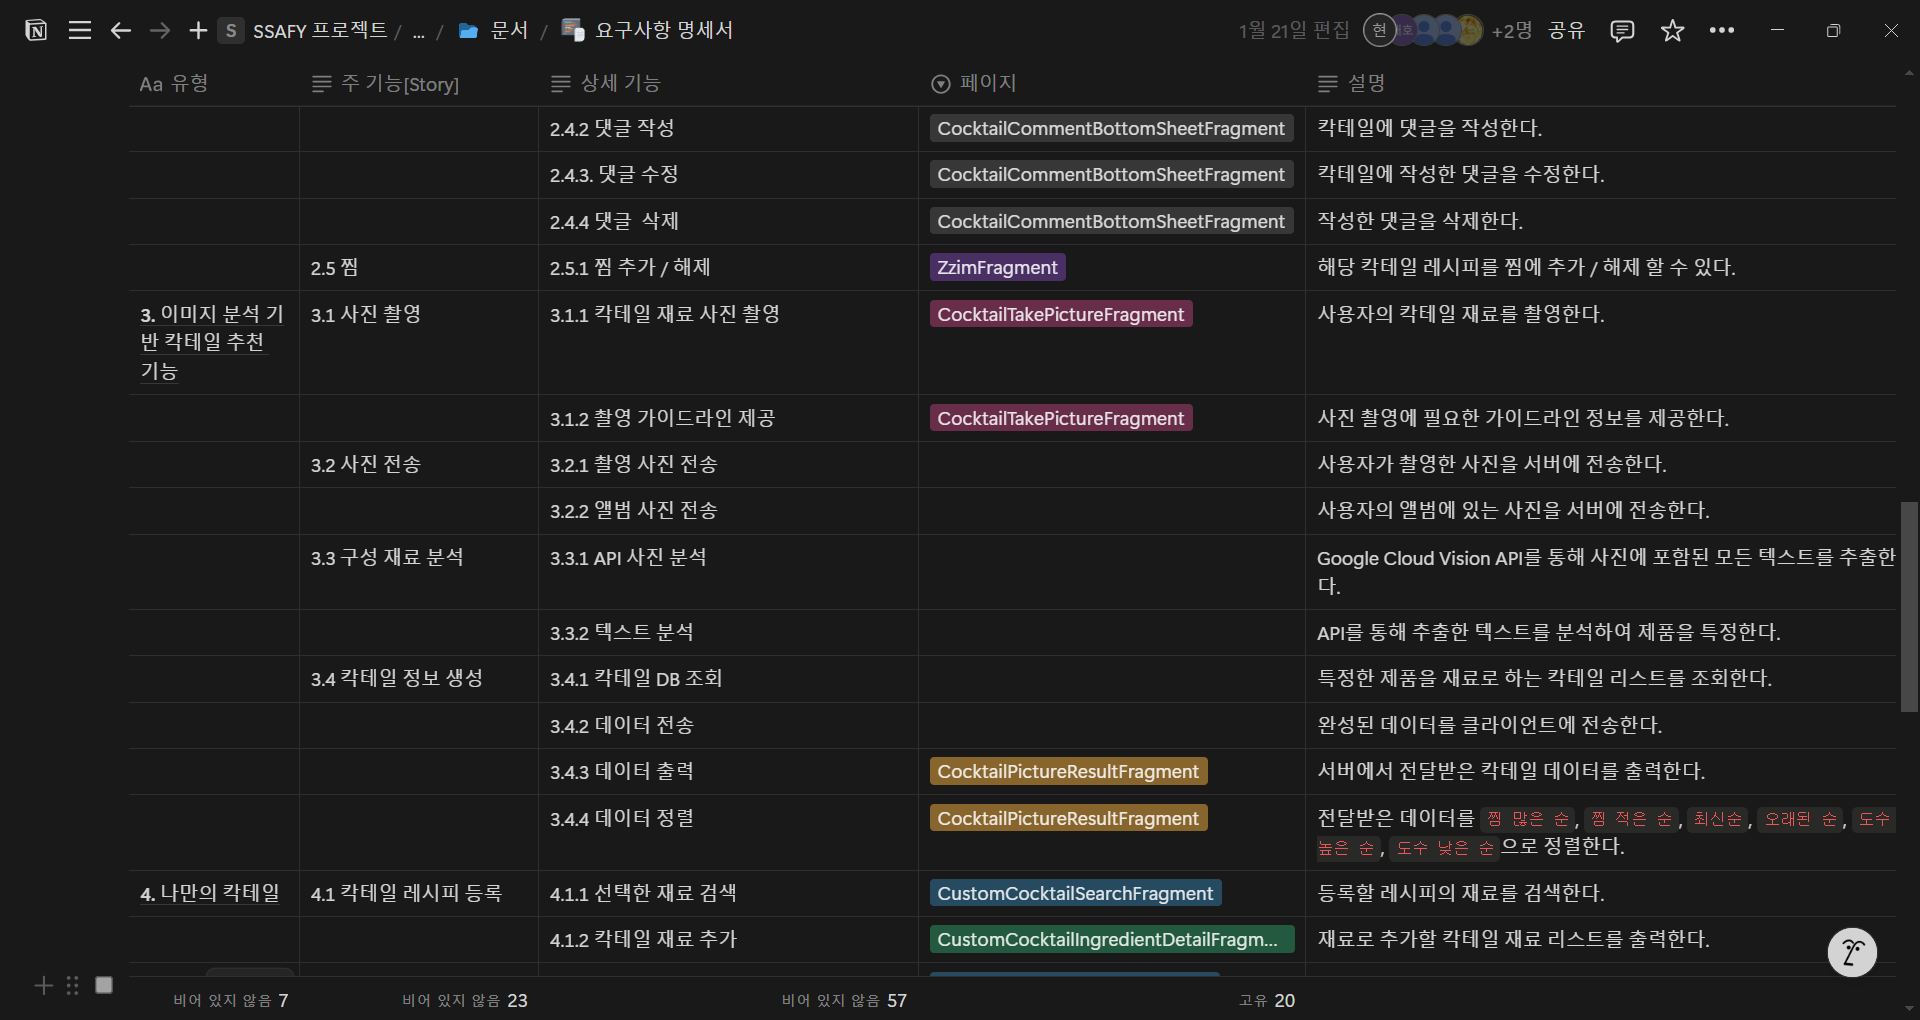 S SSAFY 프로젝트 / ... / 문서 / 요구사항 명세서 1월 21일 편집 현 +2명 공유
Aa 유형 주 기능[Story] 상세 기능 페이지 설명
2.4.2 댓글 작성 CocktailCommentBottomSheetFragment 칵테일에 댓글을 작성한다.
2.4.3. 댓글 수정 CocktailCommentBottomSheetFragment 칵테일에 작성한 댓글을 수정한다.
2.4.4 댓글 삭제 CocktailCommentBottomSheetFragment 작성한 댓글을 삭제한다.
2.5 찜 2.5.1 찜 추가 / 해제 ZzimFragment 해당 칵테일 레시피를 찜에 추가 / 해제 할 수 있다.
3. 이미지 분석 기 3.1 사진 촬영 3.1.1 칵테일 재료 사진 촬영 CocktailTakePictureFragment 사용자의 칵테일 재료를 촬영한다.
반 칵테일 추천
기능
3.1.2 촬영 가이드라인 제공 CocktailTakePictureFragment 사진 촬영에 필요한 가이드라인 정보를 제공한다.
3.2 사진 전송 3.2.1 촬영 사진 전송 사용자가 촬영한 사진을 서버에 전송한다.
3.2.2 앨범 사진 전송 사용자의 앨범에 있는 사진을 서버에 전송한다.
3.3 구성 재료 분석 3.3.1 API 사진 분석 Google Cloud Vision API를 통해 사진에 포함된 모든 텍스트를 추출한
다.
3.3.2 텍스트 분석 API를 통해 추출한 텍스트를 분석하여 제품을 특정한다.
3.4 칵테일 정보 생성 3.4.1 칵테일 DB 조회 특정한 제품을 재료로 하는 칵테일 리스트를 조회한다.
3.4.2 데이터 전송 완성된 데이터를 클라이언트에 전송한다.
3.4.3 데이터 출력 CocktailPictureResultFragment 서버에서 전달받은 칵테일 데이터를 출력한다.
3.4.4 데이터 정렬 CocktailPictureResultFragment 전달받은 데이터를 찜 많은 순, 찜 적은 순, 최신순, 오래된 순, 도수
높은 순, 도수 낮은 순으로 정렬한다.
4. 나만의 칵테일 4.1 칵테일 레시피 등록 4.1.1 선택한 재료 검색 CustomCocktailSearchFragment 등록할 레시피의 재료를 검색한다.
4.1.2 칵테일 재료 추가 CustomCocktailIngredientDetailFragm... 재료로 추가할 칵테일 재료 리스트를 출력한다.
비어 있지 않음 7 비어 있지 않음 23 비어 있지 않음 57 고유 20